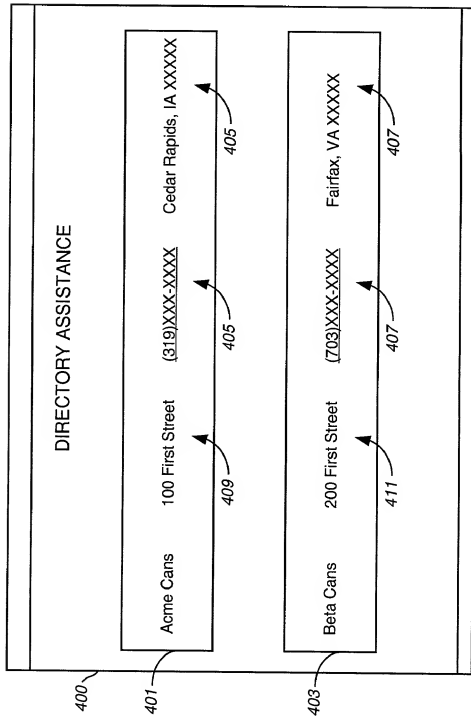 DIRECTORY ASSISTANCE
Acme Cans 100 First Street (319)XXX-XXXX Cedar Rapids, IA XXXXX
409 405 405
Beta Cans 200 First Street (703)XXX-XXXX Fairfax, VA XXXXX
411 407 407
400
401
403